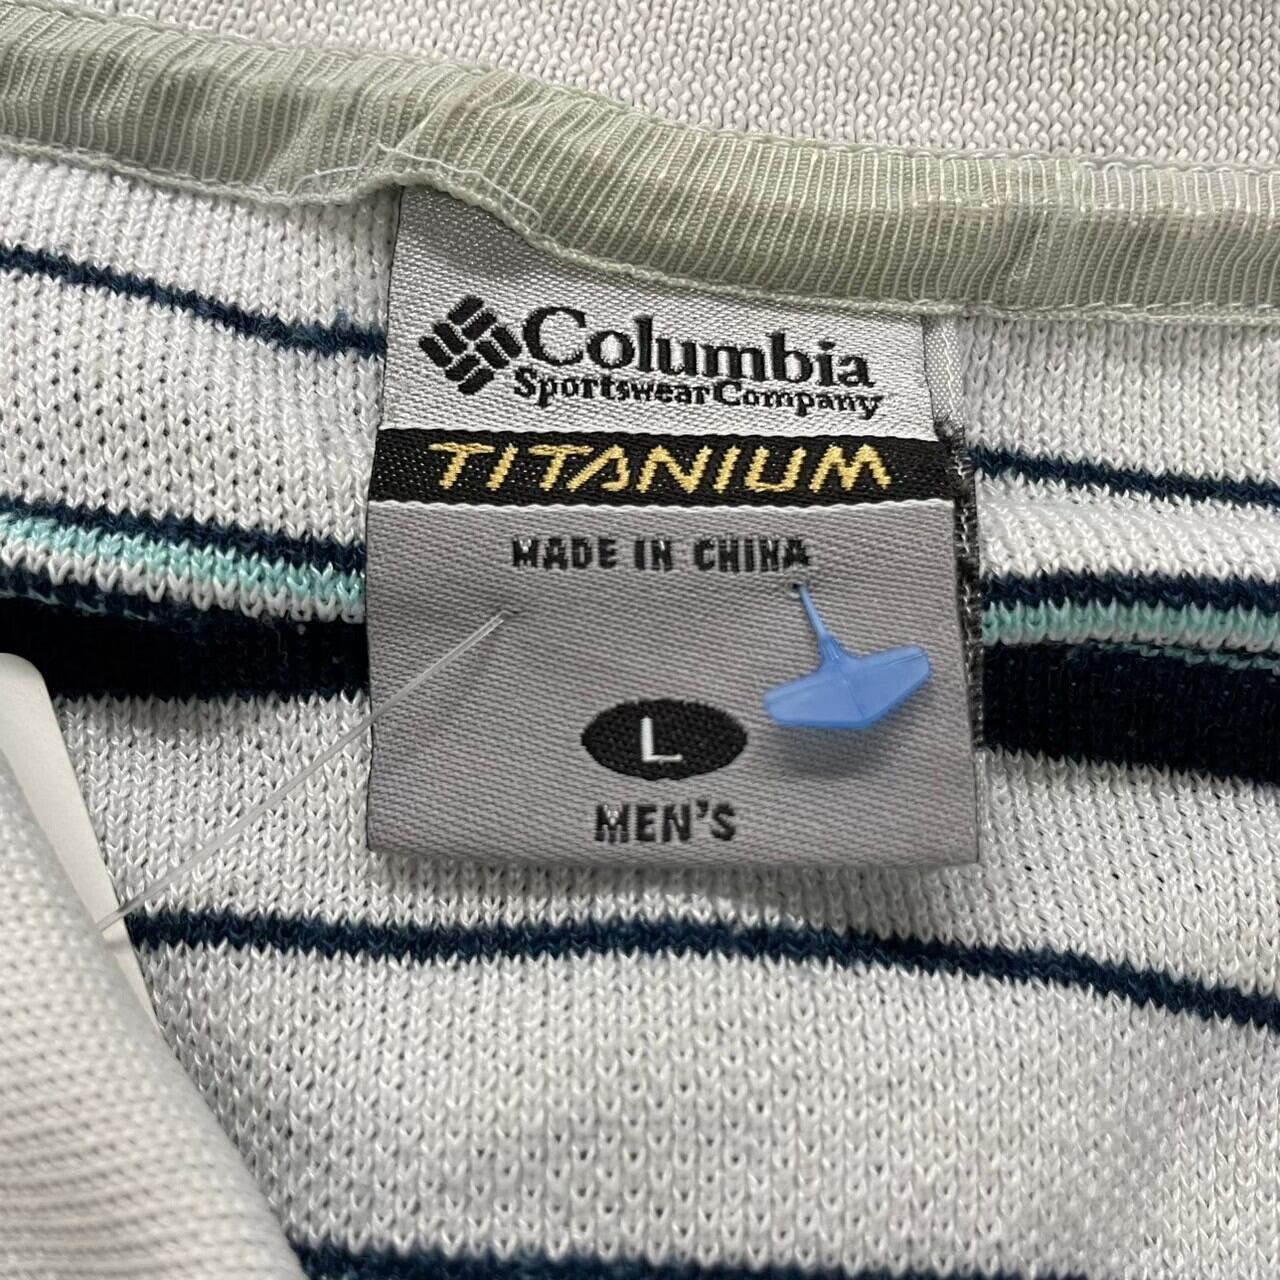 Columbia
Sportswear Company
TITANIUM
MADE IN CHINA
L
MEN'S